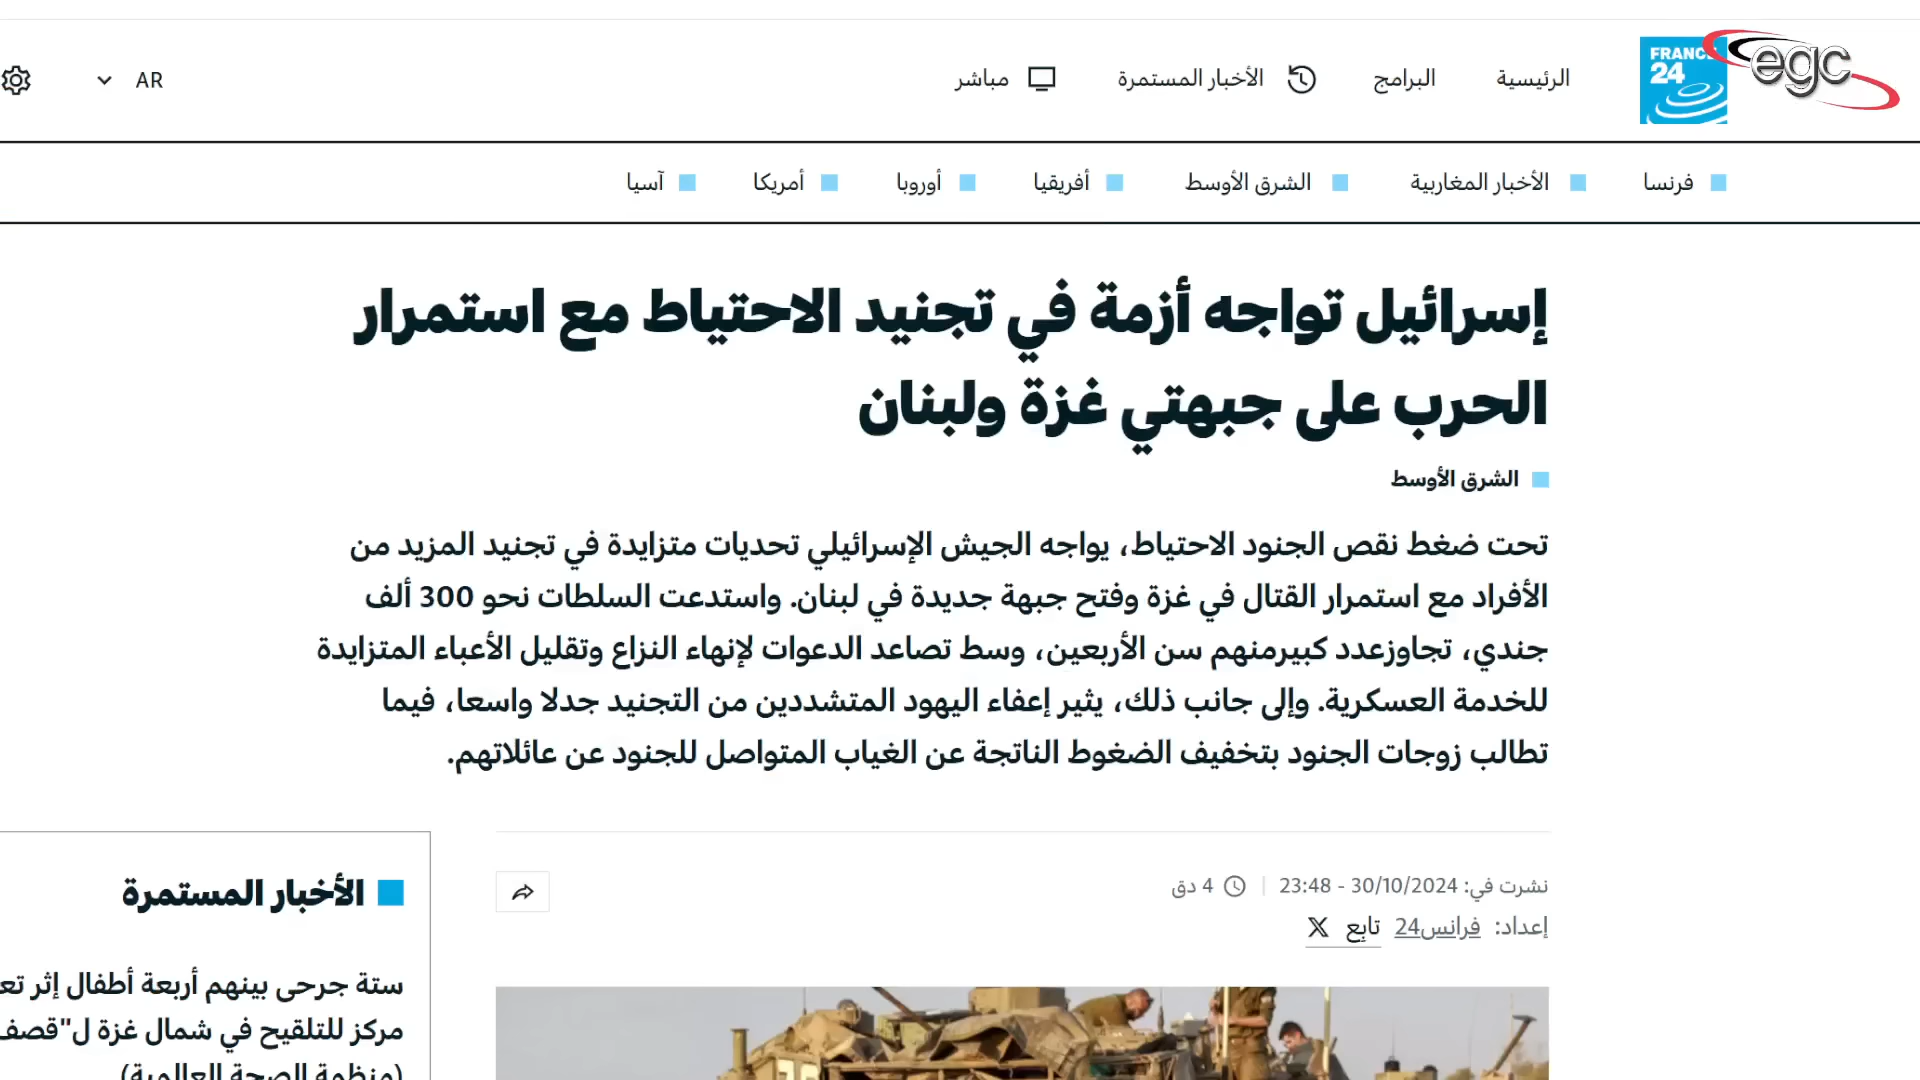 FRANCE 24
egc
الرئيسية
البرامج
الأخبار المستمرة
مباشر
AR
فرنسا
الأخبار المغاربية
الشرق الأوسط
أفريقيا
أوروبا
أمريكا
آسيا
إسرائيل تواجه أزمة في تجنيد الاحتياط مع استمرار
الحرب على جبهتي غزة ولبنان
الشرق الأوسط
تحت ضغط نقص الجنود الاحتياط، يواجه الجيش الإسرائيلي تحديات متزايدة في تجنيد المزيد من
الأفراد مع استمرار القتال في غزة وفتح جبهة جديدة في لبنان. واستدعت السلطات نحو 300 ألف
جندي، تجاوزعدد كبيرمنهم سن الأربعين، وسط تصاعد الدعوات لإنهاء النزاع وتقليل الأعباء المتزايدة
للخدمة العسكرية. وإلى جانب ذلك، يثير إعفاء اليهود المتشددين من التجنيد جدلا واسعا، فيما
تطالب زوجات الجنود بتخفيف الضغوط الناتجة عن الغياب المتواصل للجنود عن عائلاتهم.
نشرت في: 30/10/2024 - 23:48
4 دق
إعداد: فرانس24 تابِع X
الأخبار المستمرة
ستة جرحى بينهم أربعة أطفال إثر
مركز للتلقيح في شمال غزة ل"قصف
(منظمة الصحة العالمية)